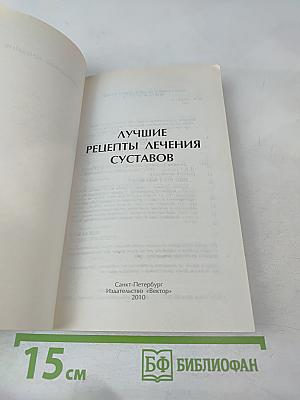 ЛУЧШИЕ
РЕЦЕПТЫ ЛЕЧЕНИЯ
СУСТАВОВ
Санкт-Петербург
Издательство «Вектор»
2010
15 см
БФ БИБЛИОФАН